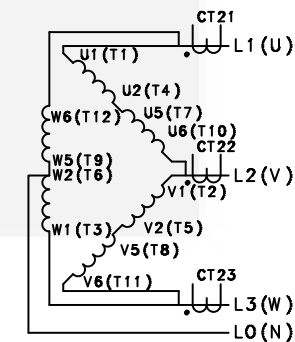 CT21
L1(U)
U1(T1)
U2(T4)
U5(T7)
W6(T12)
U6(T10)
CT22
W5(T9)
W2(T6)
L2(V)
V1(T2)
W1(T3)
V2(T5)
V5(T8)
V6(T11)
CT23
L3(W)
L0(N)